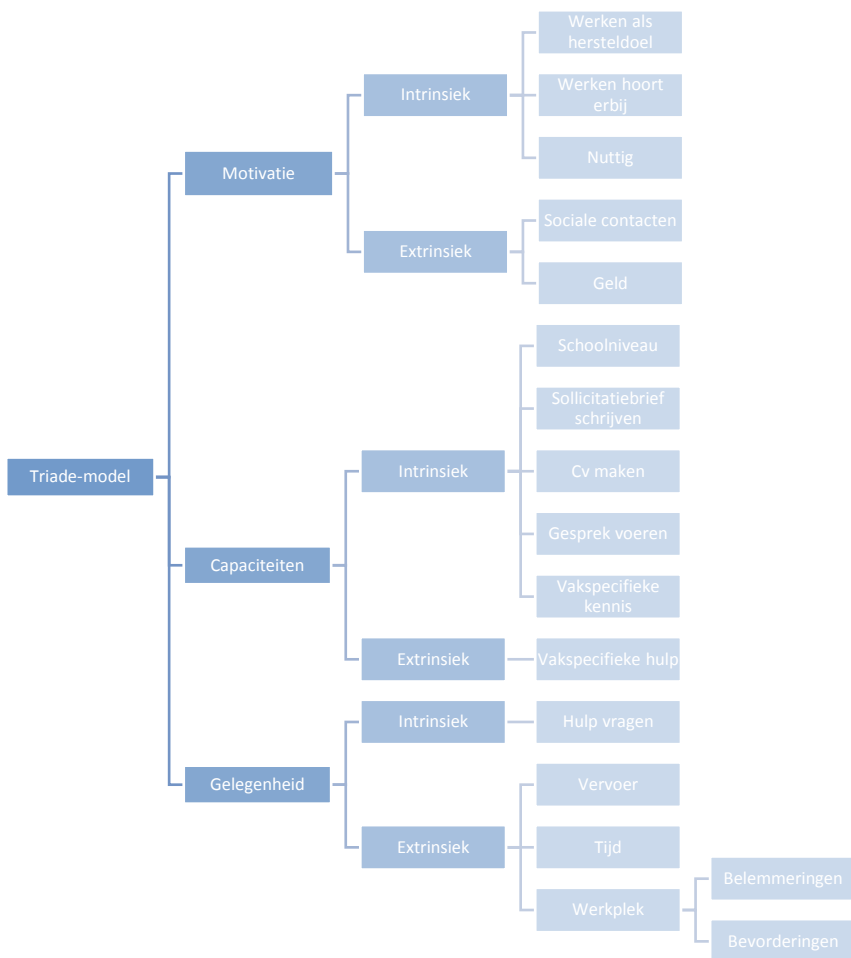 Triade-model
Motivatie
Intrinsiek
Werken als
hersteldoel
Werken hoort
erbij
Nuttig
Extrinsiek
Sociale contacten
Geld
Capaciteiten
Intrinsiek
Schoolniveau
Sollicitatiebrief
schrijven
Cv maken
Gesprek voeren
Vakspecifieke
kennis
Extrinsiek
Vakspecifieke hulp
Gelegenheid
Intrinsiek
Hulp vragen
Extrinsiek
Vervoer
Tijd
Werkplek
Belemmeringen
Bevorderingen